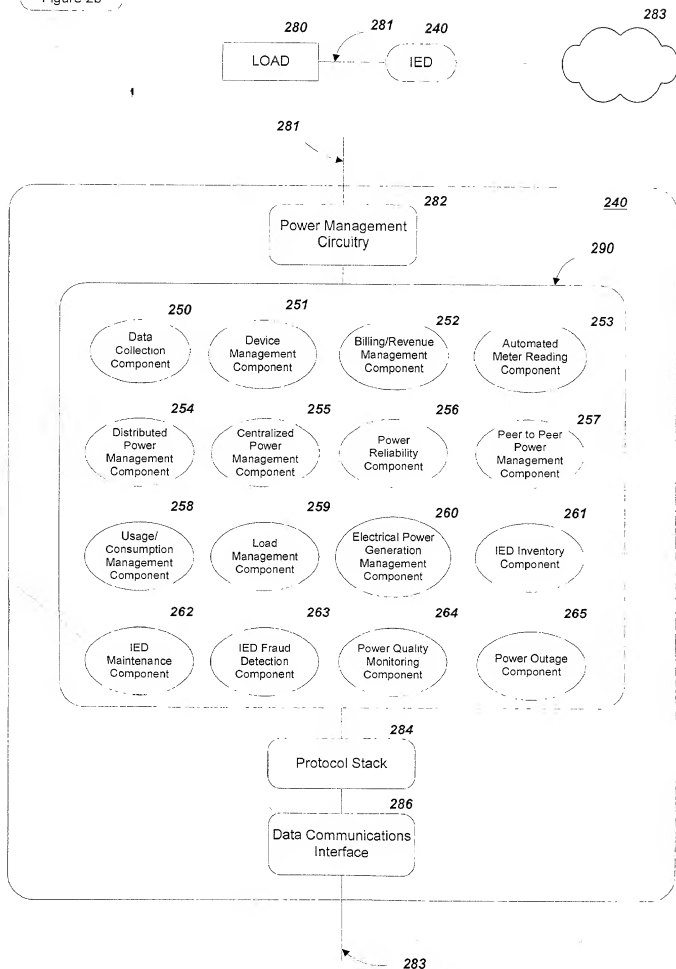 Figure 2b
280 281 240 283
LOAD IED
281
282
240
Power Management
Circuitry
290
250 251 252 253
Data
Collection
Component
Device
Management
Component
Billing/Revenue
Management
Component
Automated
Meter Reading
Component
254 255 256 257
Distributed
Power
Management
Component
Centralized
Power
Management
Component
Power
Reliability
Component
Peer to Peer
Power
Management
Component
258 259 260 261
Usage/
Consumption
Management
Component
Load
Management
Component
Electrical Power
Generation
Management
Component
IED Inventory
Component
262 263 264 265
IED
Maintenance
Component
IED Fraud
Detection
Component
Power Quality
Monitoring
Component
Power Outage
Component
284
Protocol Stack
286
Data Communications
Interface
283